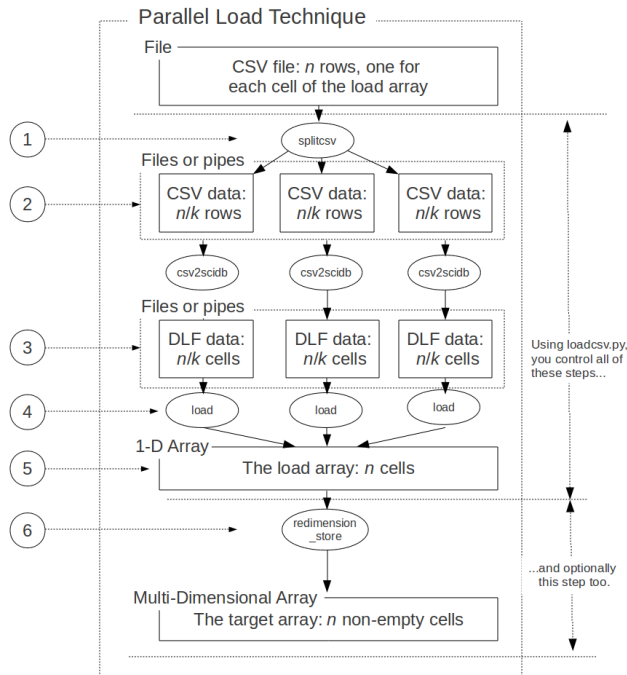 Parallel Load Technique
File
CSV file: n rows, one for
each cell of the load array
1
splitcsv
Files or pipes
2
CSV data:
n/k rows
CSV data:
n/k rows
CSV data:
n/k rows
csv2scidb
csv2scidb
csv2scidb
Files or pipes
3
DLF data:
n/k cells
DLF data:
n/k cells
DLF data:
n/k cells
Using loadcsv.py,
you control all of
these steps...
4
load
load
load
1-D Array
5
The load array: n cells
6
redimension
_store
...and optionally
this step too.
Multi-Dimensional Array
The target array: n non-empty cells